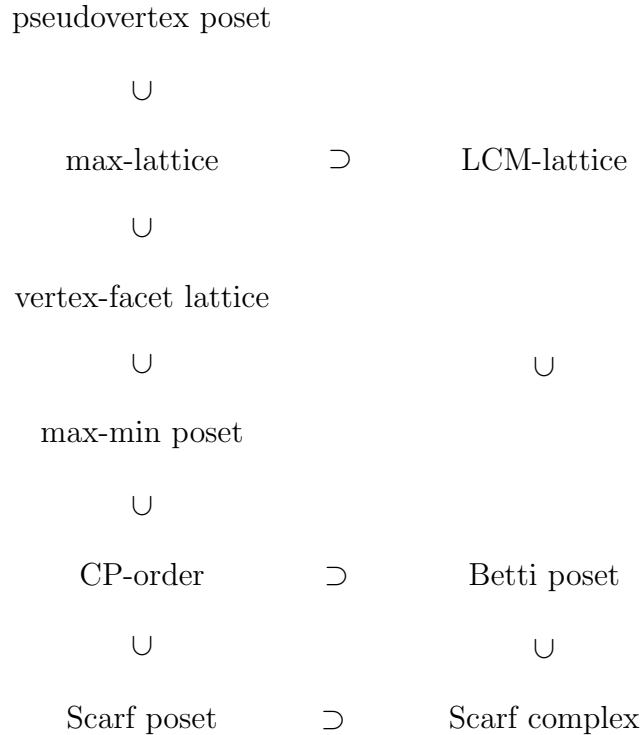 pseudovertex poset
∪
max-lattice ⊃ LCM-lattice
∪
vertex-facet lattice
∪ ∪
max-min poset
∪
CP-order ⊃ Betti poset
∪ ∪
Scarf poset ⊃ Scarf complex